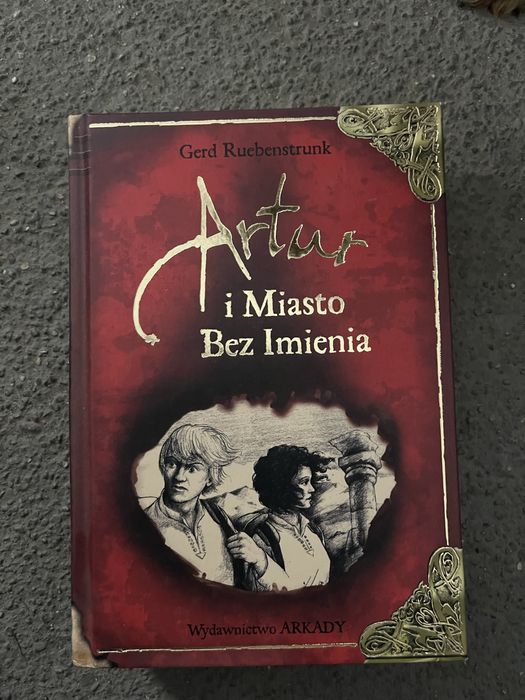 Gerd Ruebenstrunk
Artur
i Miasto
Bez Imienia
Wydawnictwo ARKADY